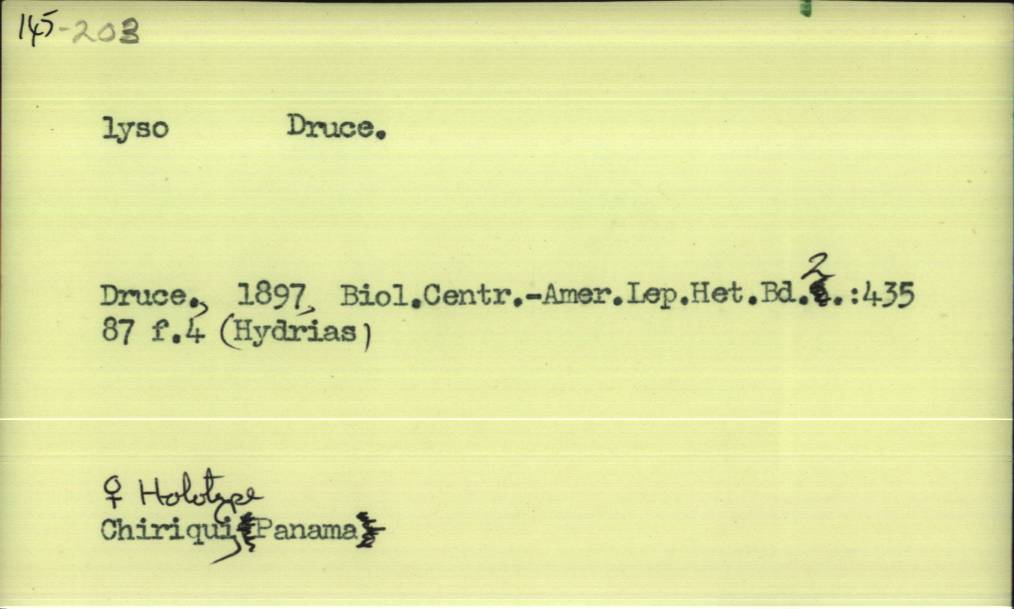 145-203
lyso Druce.
Druce., 1897, Biol.Centr.-Amer.Lep.Het.Bd.2.:435
87 f.4 (Hydrias)
♀ Holotype
Chiriqui, Panama